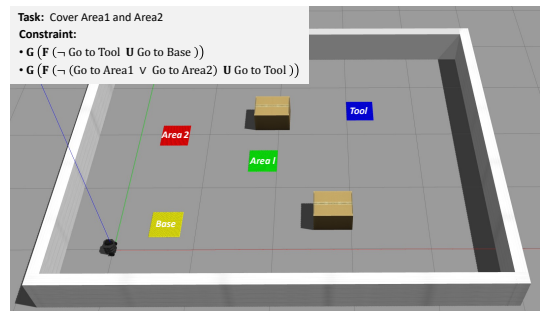 Task: Cover Area1 and Area2
Constraint:
• G (F (¬ Go to Tool U Go to Base ))
• G (F (¬ (Go to Area1 ∨ Go to Area2) U Go to Tool ))
Tool
Area 2
Area 1
Base